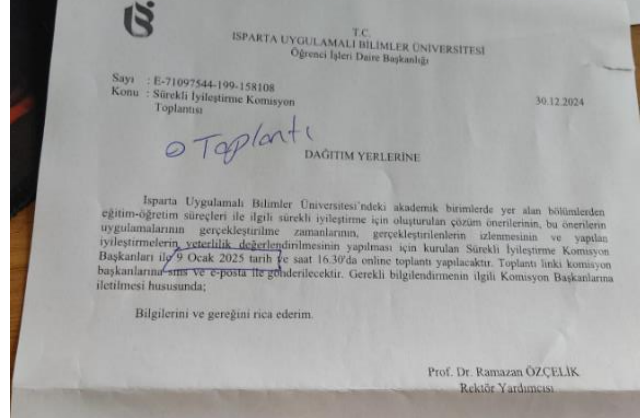 T.C.
ISPARTA UYGULAMALI BİLİMLER ÜNİVERSİTESİ
Öğrenci İşleri Daire Başkanlığı
Sayı : E-71097544-199-158108
Konu : Sürekli İyileştirme Komisyon
Toplantısı
30.12.2024
Toplantı
DAĞITIM YERLERİNE
Isparta Uygulamalı Bilimler Üniversitesi'ndeki akademik birimlerde yer alan bölümlerden
eğitim-öğretim süreçleri ile ilgili sürekli iyileştirme için oluşturulan çözüm önerilerinin, bu önerilerin
uygulamalarının gerçekleştirilme zamanlarının, gerçekleştirilenlerin izlenmesinin ve yapılan
iyileştirmelerin yeterlilik değerlendirilmesinin yapılması için kurulan Sürekli İyileştirme Komisyon
Başkanları ile 9 Ocak 2025 tarih ve saat 16.30'da online toplantı yapılacaktır. Toplantı linki komisyon
başkanlarına sms ve e-posta ile gönderilecektir. Gerekli bilgilendirmenin ilgili Komisyon Başkanlarına
iletilmesi hususunda;
Bilgilerini ve gereğini rica ederim.
Prof. Dr. Ramazan ÖZÇELİK
Rektör Yardımcısı